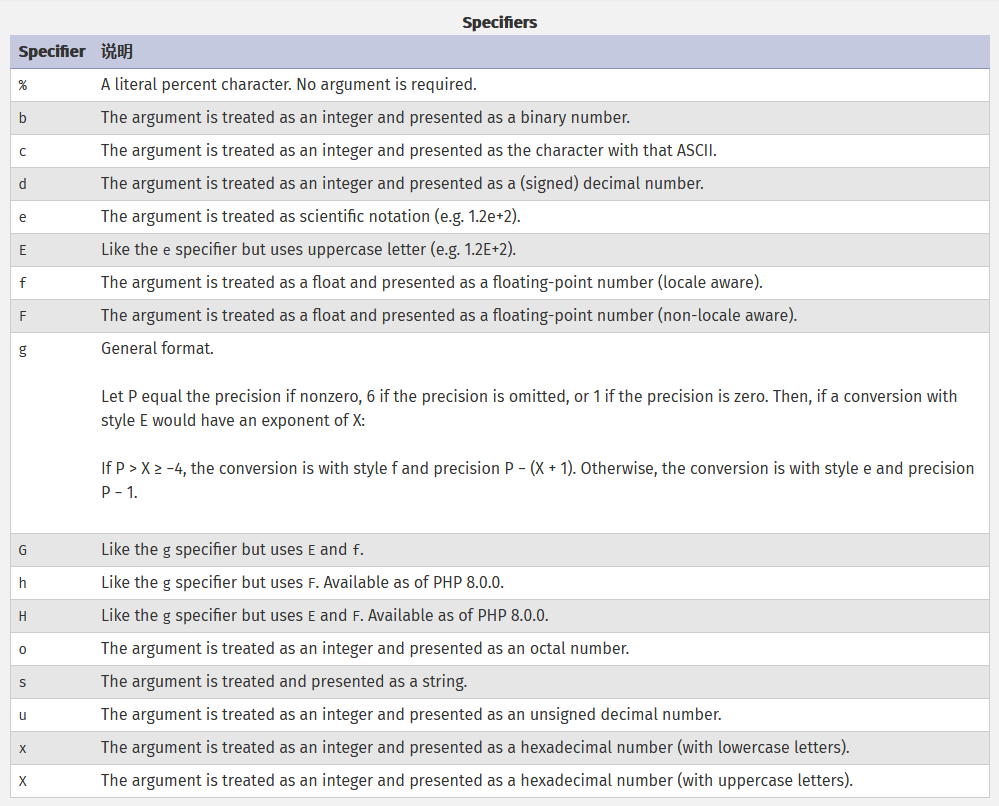 Specifiers
Specifier 说明
% A literal percent character. No argument is required.
b The argument is treated as an integer and presented as a binary number.
c The argument is treated as an integer and presented as the character with that ASCII.
d The argument is treated as an integer and presented as a (signed) decimal number.
e The argument is treated as scientific notation (e.g. 1.2e+2).
E Like the e specifier but uses uppercase letter (e.g. 1.2E+2).
f The argument is treated as a float and presented as a floating-point number (locale aware).
F The argument is treated as a float and presented as a floating-point number (non-locale aware).
g General format.
Let P equal the precision if nonzero, 6 if the precision is omitted, or 1 if the precision is zero. Then, if a conversion with
style E would have an exponent of X:
If P > X ≥ −4, the conversion is with style f and precision P − (X + 1). Otherwise, the conversion is with style e and precision
P − 1.
G Like the g specifier but uses E and f.
h Like the g specifier but uses F. Available as of PHP 8.0.0.
H Like the g specifier but uses E and F. Available as of PHP 8.0.0.
o The argument is treated as an integer and presented as an octal number.
s The argument is treated and presented as a string.
u The argument is treated as an integer and presented as an unsigned decimal number.
x The argument is treated as an integer and presented as a hexadecimal number (with lowercase letters).
X The argument is treated as an integer and presented as a hexadecimal number (with uppercase letters).